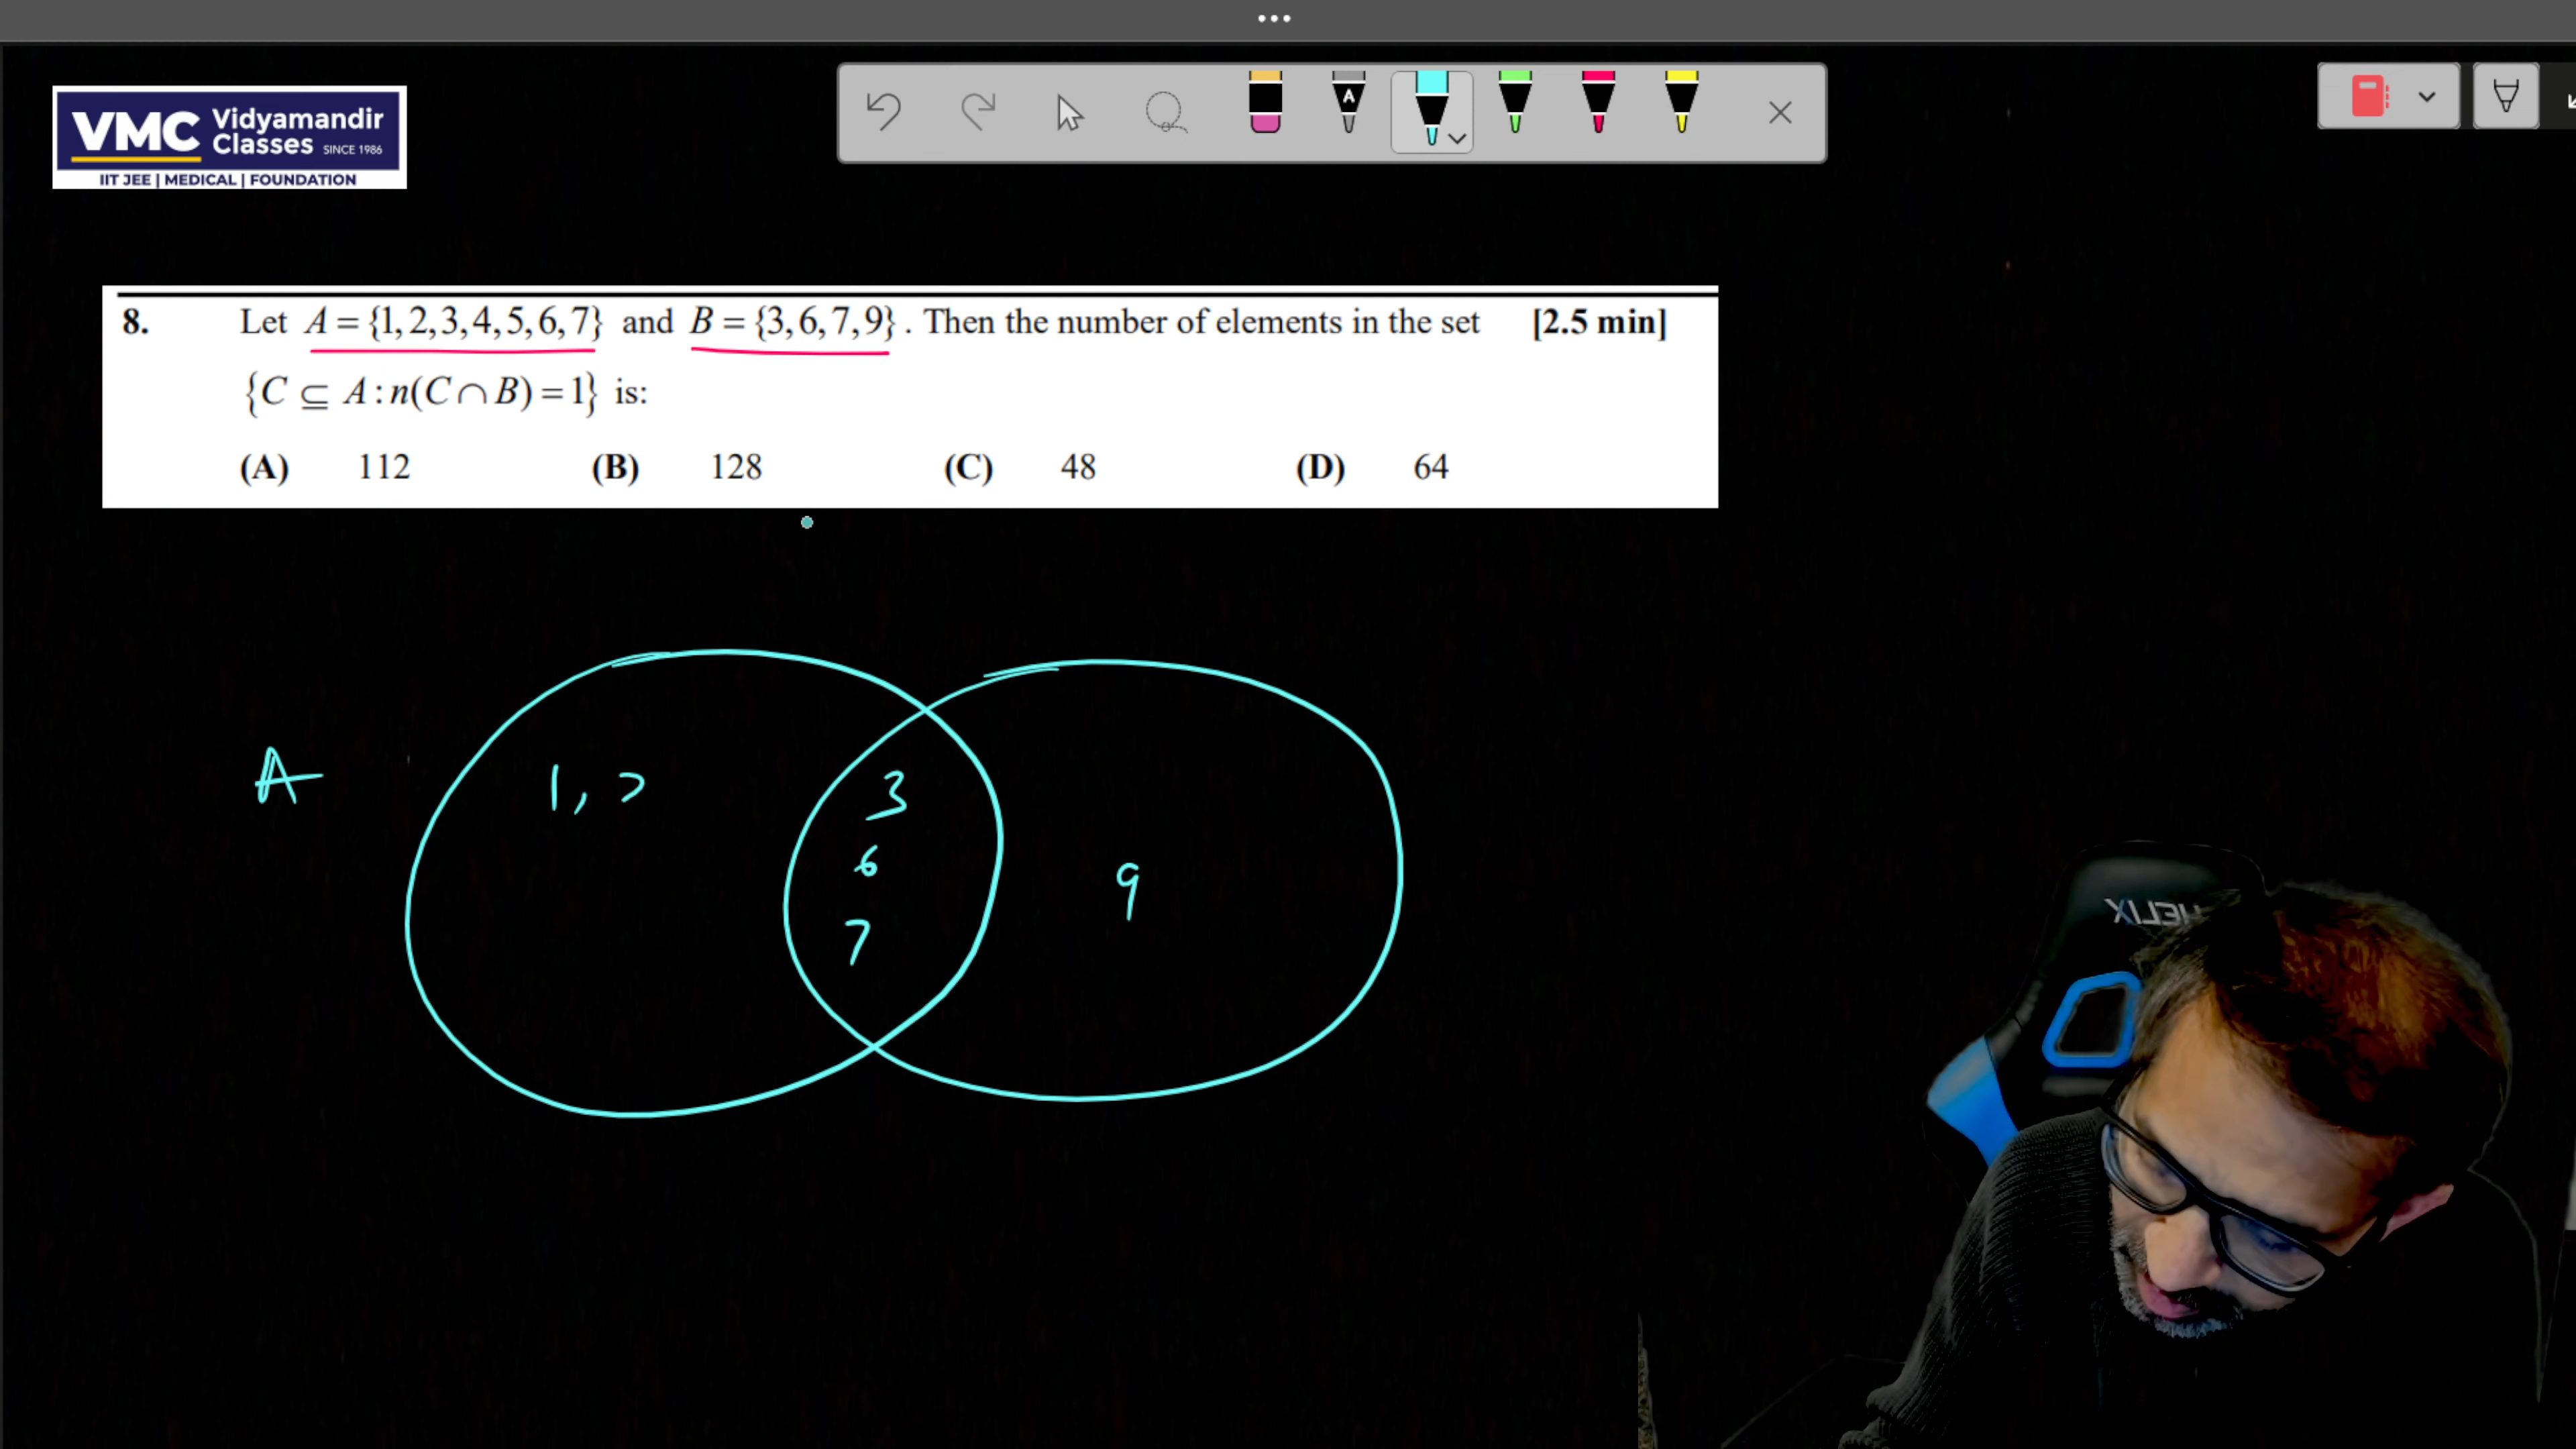 VMC Vidyamandir Classes SINCE 1986
IIT JEE | MEDICAL | FOUNDATION
A
8. Let A = {1, 2, 3, 4, 5, 6, 7} and B = {3, 6, 7, 9}. Then the number of elements in the set [2.5 min]
{C ⊆ A : n(C ∩ B) = 1} is:
(A) 112 (B) 128 (C) 48 (D) 64
A
1,
3
6
7
9
HELIX